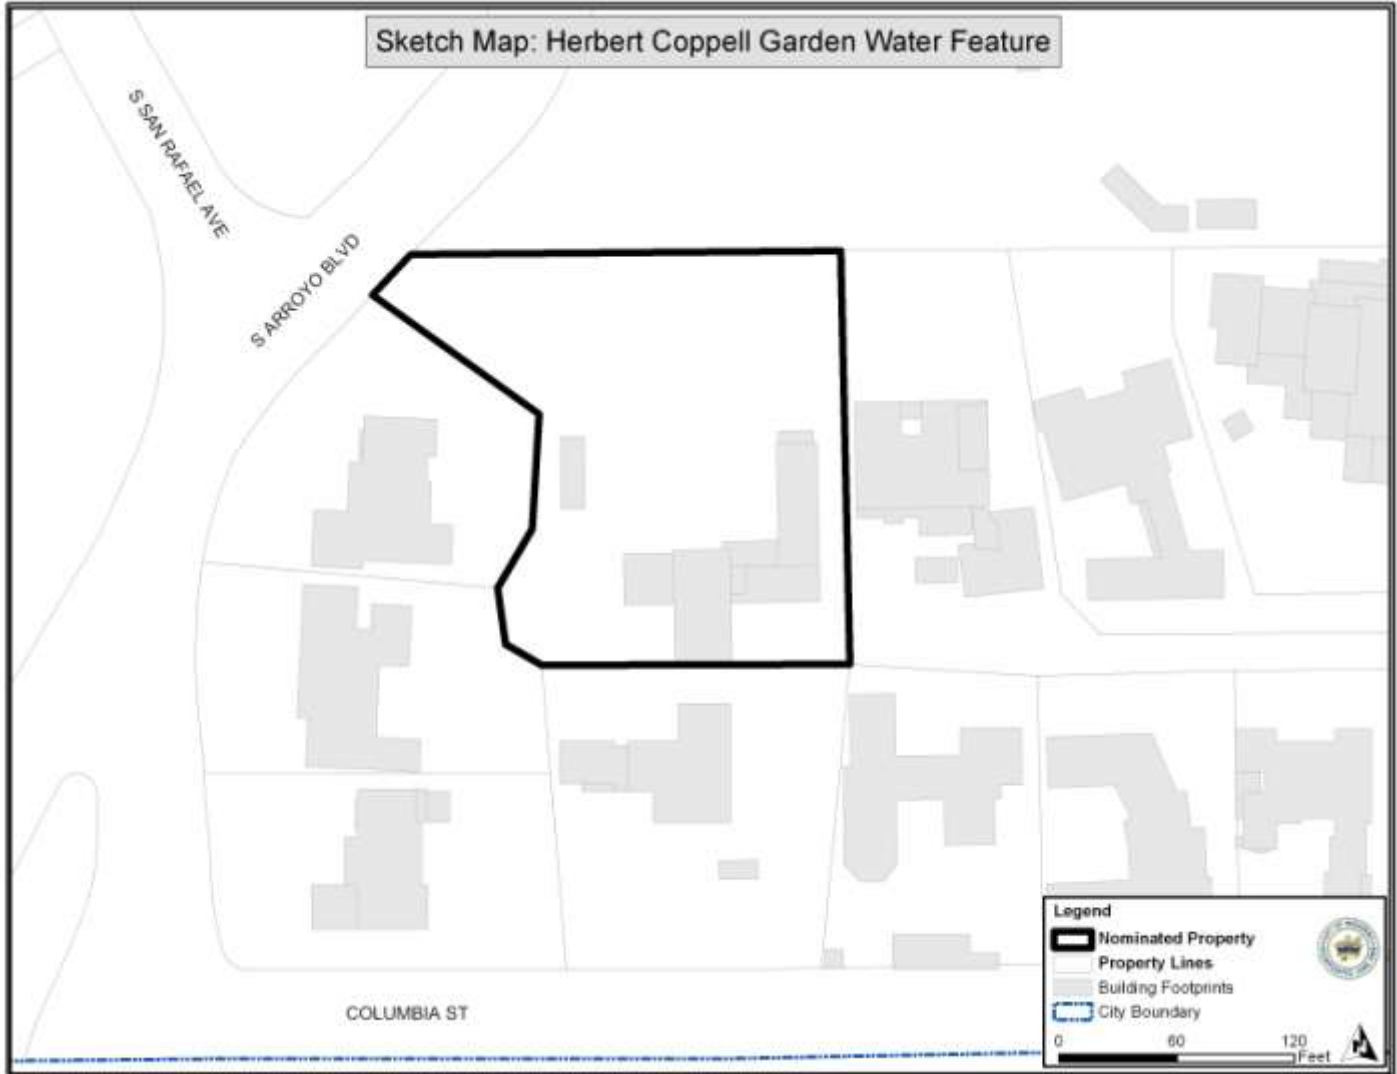 Sketch Map: Herbert Coppell Garden Water Feature
S SAN RAFAEL AVE
S ARROYO BLVD
COLUMBIA ST
Legend
Nominated Property
Property Lines
Building Footprints
City Boundary
0 60 120
Feet